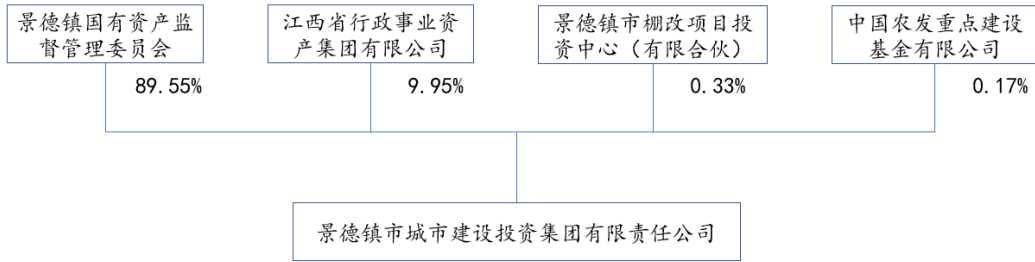 景德镇国有资产监
督管理委员会
江西省行政事业资
产集团有限公司
景德镇市棚改项目投
资中心（有限合伙）
中国农发重点建设
基金有限公司
89.55%
9.95%
0.33%
0.17%
景德镇市城市建设投资集团有限责任公司